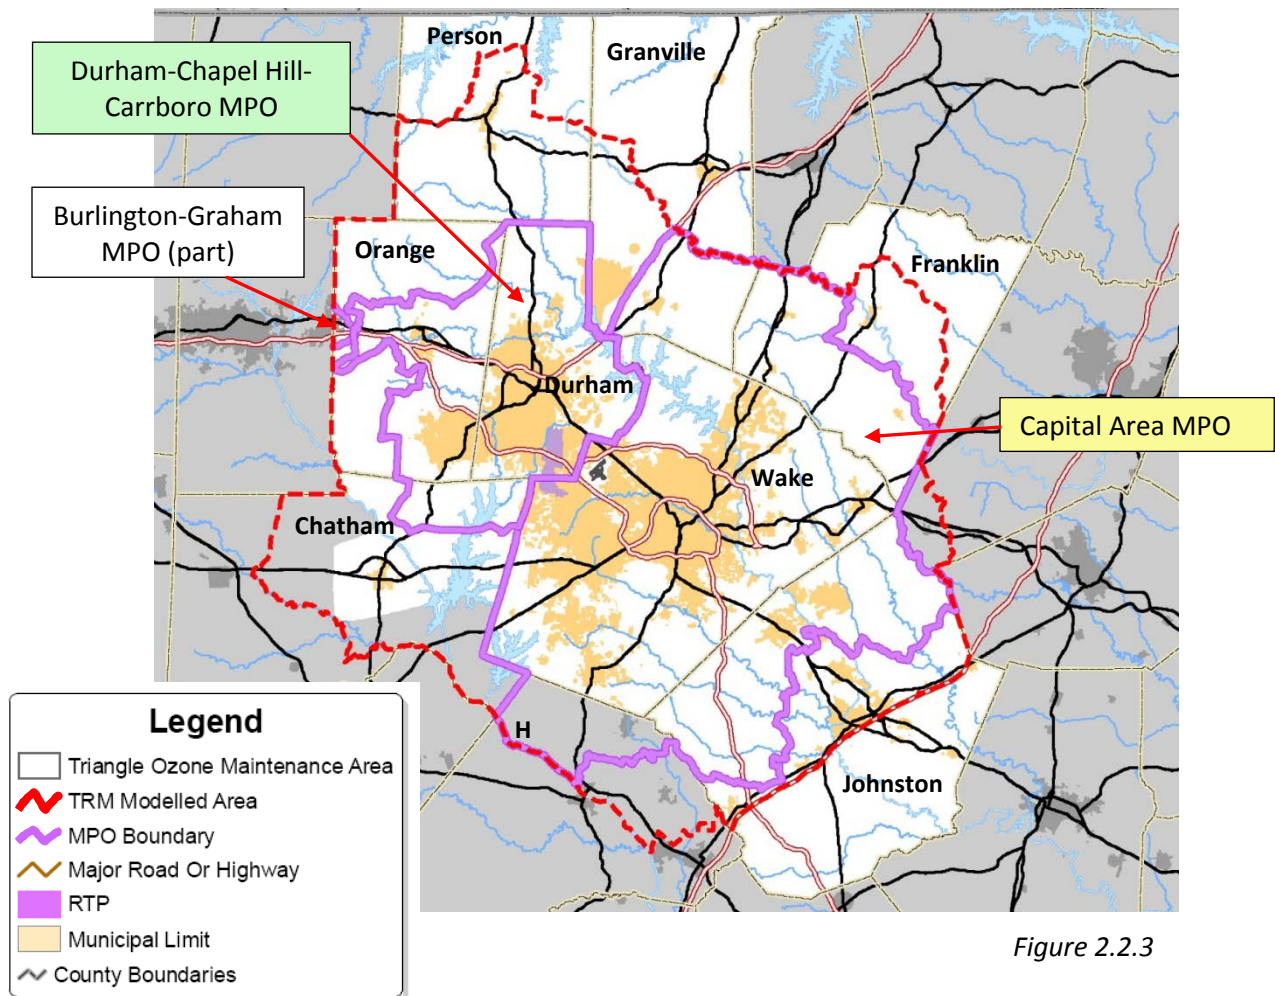 Person
Granville
Durham-Chapel Hill-
Carrboro MPO
Burlington-Graham
MPO (part)
Orange
Franklin
Durham
Capital Area MPO
Wake
Chatham
H
Johnston
Legend
Triangle Ozone Maintenance Area
TRM Modelled Area
MPO Boundary
Major Road Or Highway
RTP
Municipal Limit
County Boundaries
Figure 2.2.3